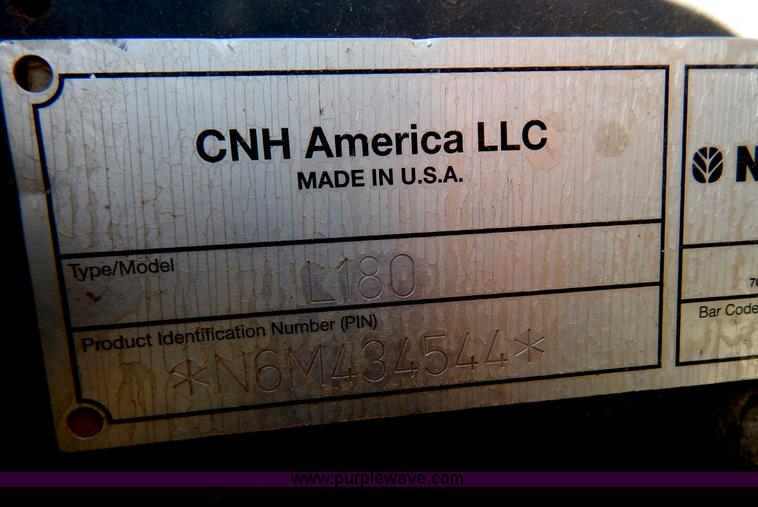 CNH America LLC
MADE IN U.S.A.
Type/Model
L180
Product Identification Number (PIN)
*N6M434544*
N
Bar Code
www.purplewave.com